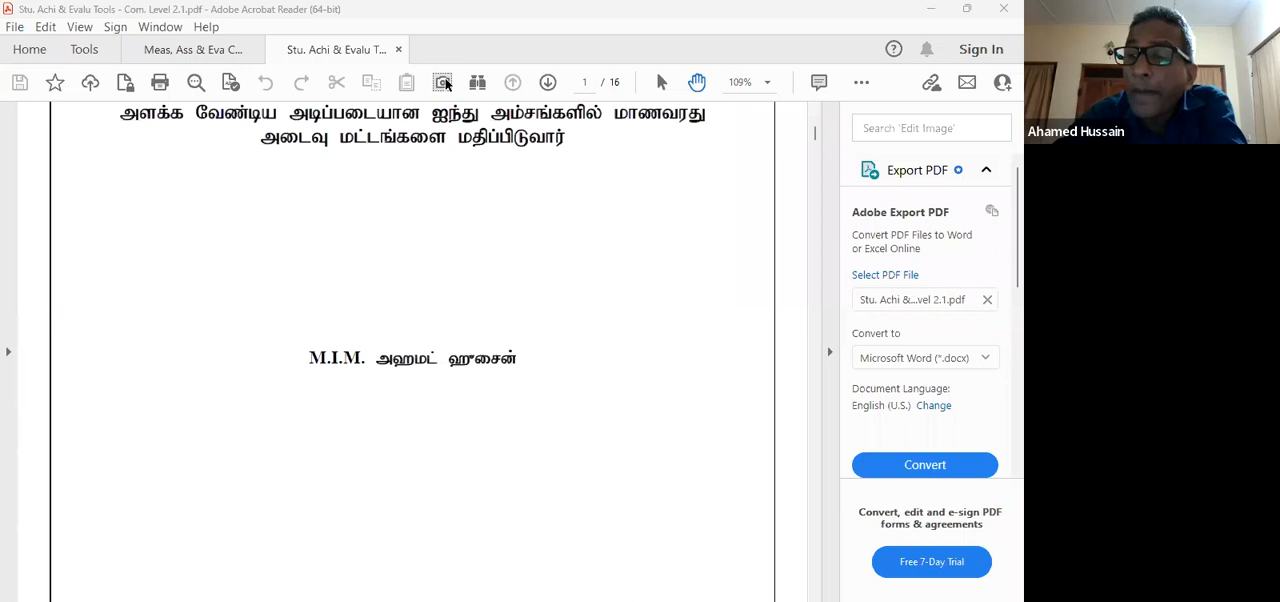 Stu. Achi & Evalu Tools - Com. Level 2.1.pdf - Adobe Acrobat Reader (64-bit)
File Edit View Sign Window Help
Home Tools Meas, Ass & Eva C... Stu. Achi & Evalu T... × Sign In
1 / 16 109%
அளக்க வேண்டிய அடிப்படையான ஐந்து அம்சங்களில் மாணவரது
அடைவு மட்டங்களை மதிப்பிடுவார்
M.I.M. அஹமட் ஹுசைன்
Search 'Edit Image'
Export PDF
Adobe Export PDF
Convert PDF Files to Word
or Excel Online
Select PDF File
Stu. Achi &...vel 2.1.pdf
Convert to
Microsoft Word (*.docx)
Document Language:
English (U.S.) Change
Convert
Convert, edit and e-sign PDF
forms & agreements
Free 7-Day Trial
Ahamed Hussain